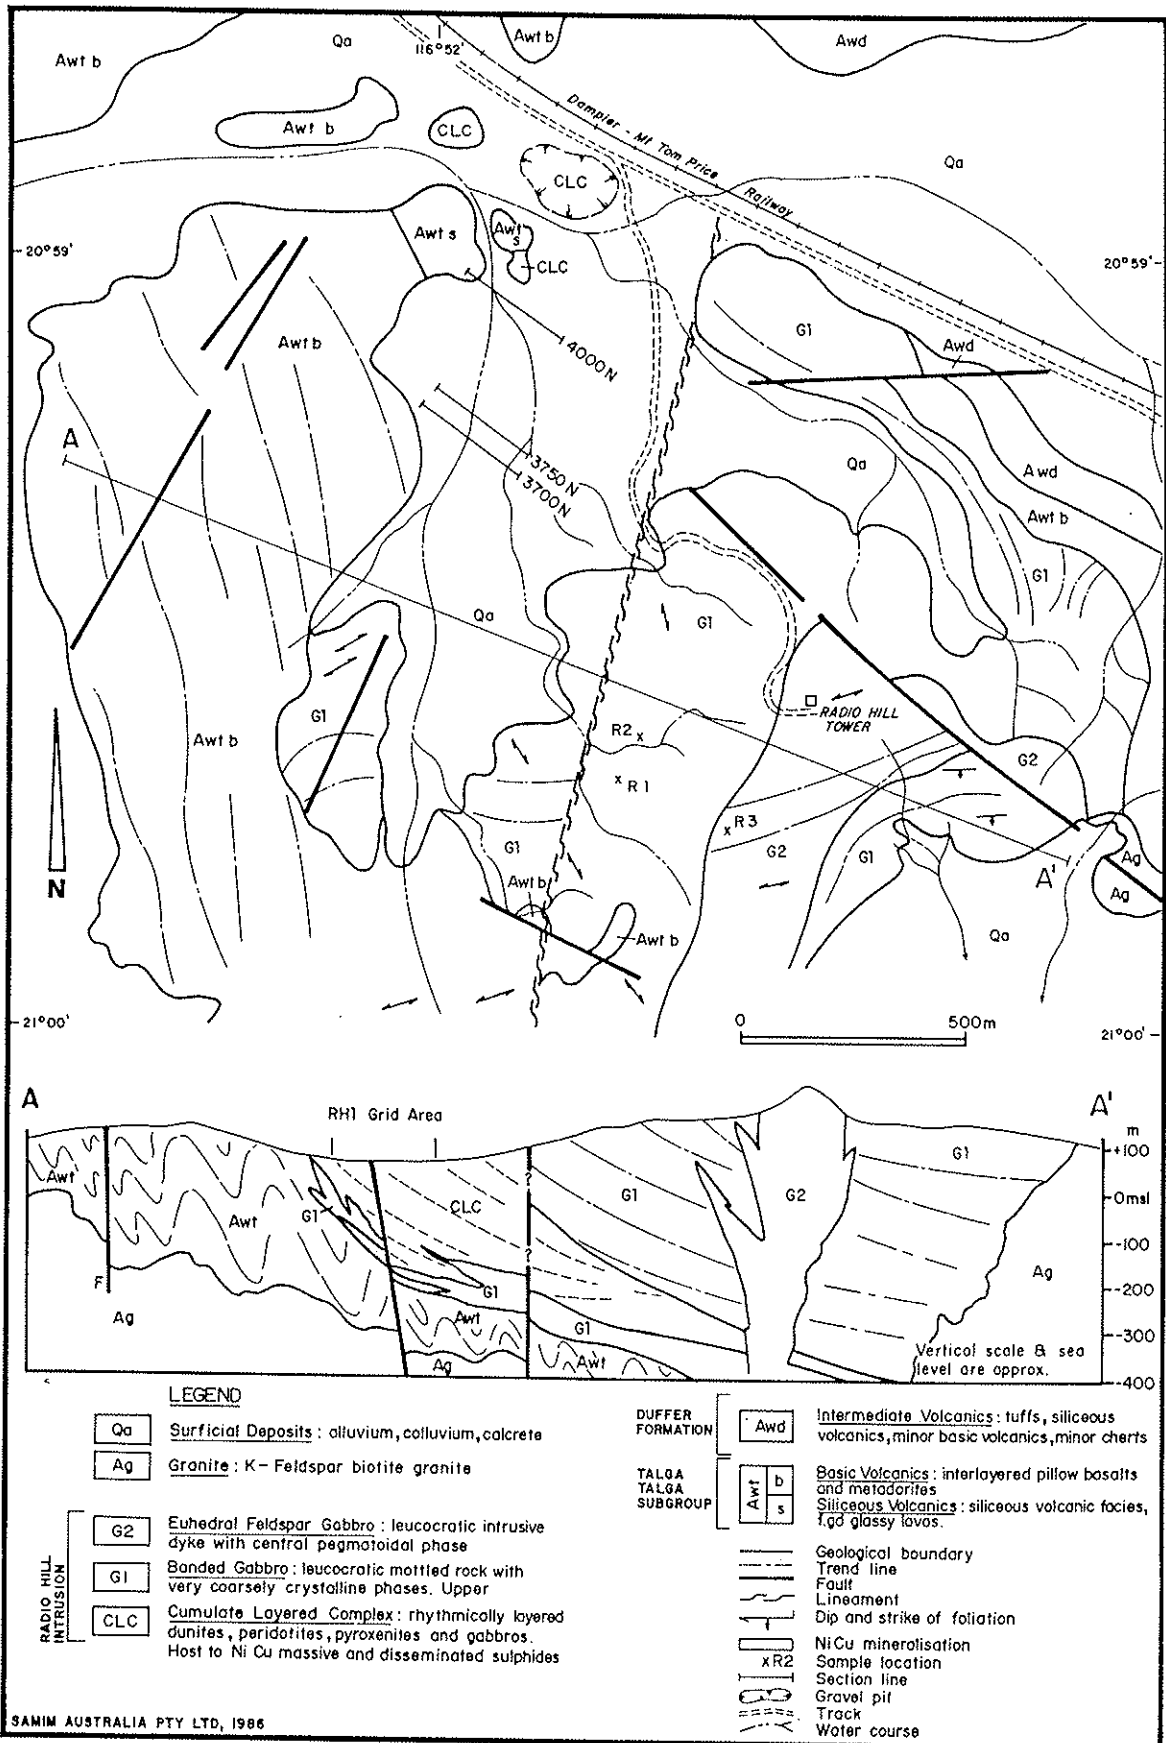 Awt b
Qa
116°52'
Awt b
Awd
Awt b
CLC
Dampier - Mt Tom Price Railway
CLC
Qa
Awt s
Awt s
CLC
20°59'
20°59'
Awt b
4000N
G1
Awd
A
3750N
3700N
Qa
Awd
Awt b
G1
Qa
G1
G1
R2 x
RADIO HILL
TOWER
Awt b
x R1
G2
x R3
G1
G2
G1
A'
Ag
Ag
N
Awt b
Awt b
Qa
21°00'
0
500m
21°00'
A
A'
RH1 Grid Area
m
+100
0msl
-100
-200
-300
-400
Awt
Awt
G1
CLC
?
?
G1
G2
G1
F
Ag
G1
Awt
Ag
G1
Awt
Ag
Vertical scale & sea
level are approx.
LEGEND
Qa
Surficial Deposits : alluvium, colluvium, calcrete
Ag
Granite : K-Feldspar biotite granite
RADIO HILL
INTRUSION
G2
Euhedral Feldspar Gabbro : leucocratic intrusive
dyke with central pegmatoidal phase
G1
Banded Gabbro : leucocratic mottled rock with
very coarsely crystalline phases. Upper
CLC
Cumulate Layered Complex : rhythmically layered
dunites, peridotites, pyroxenites and gabbros.
Host to Ni Cu massive and disseminated sulphides
DUFFER
FORMATION
Awd
Intermediate Volcanics : tuffs, siliceous
volcanics, minor basic volcanics, minor cherts
TALGA
TALGA
SUBGROUP
Awt
b
s
Basic Volcanics : interlayered pillow basalts
and metadorites
Siliceous Volcanics : siliceous volcanic facies,
f.gd glassy lavas.
Geological boundary
Trend line
Fault
Lineament
Dip and strike of foliation
NiCu mineralisation
xR2 Sample location
Section line
Gravel pit
Track
Water course
SAMIM AUSTRALIA PTY LTD, 1986